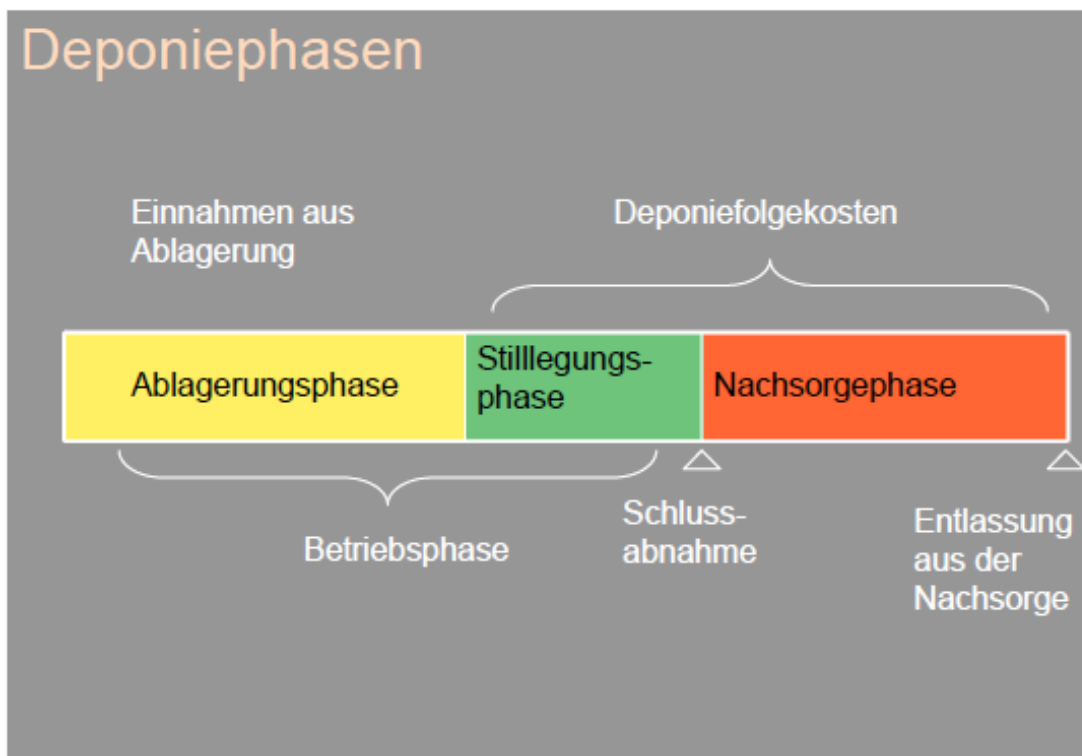 Deponiephasen
Einnahmen aus
Ablagerung
Deponiefolgekosten
Ablagerungsphase
Stilllegungs-
phase
Nachsorgephase
Betriebsphase
Schluss-
abnahme
Entlassung
aus der
Nachsorge